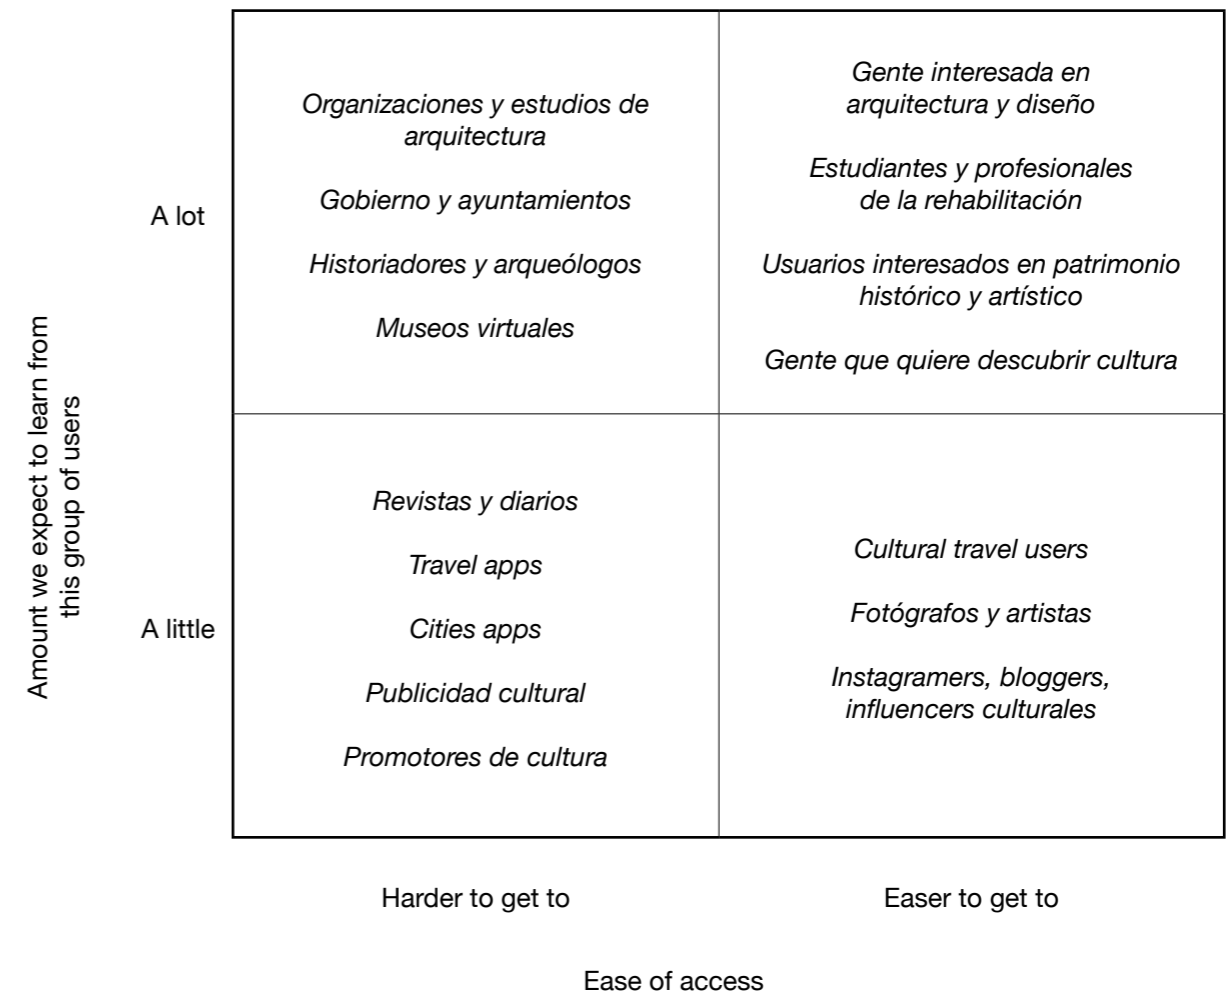 Organizaciones y estudios de
arquitectura
Gobierno y ayuntamientos
Historiadores y arqueólogos
Museos virtuales
Gente interesada en
arquitectura y diseño
Estudiantes y profesionales
de la rehabilitación
Usuarios interesados en patrimonio
histórico y artístico
Gente que quiere descubrir cultura
A lot
Amount we expect to learn from
this group of users
A little
Revistas y diarios
Travel apps
Cities apps
Publicidad cultural
Promotores de cultura
Cultural travel users
Fotógrafos y artistas
Instagramers, bloggers,
influencers culturales
Harder to get to
Easer to get to
Ease of access